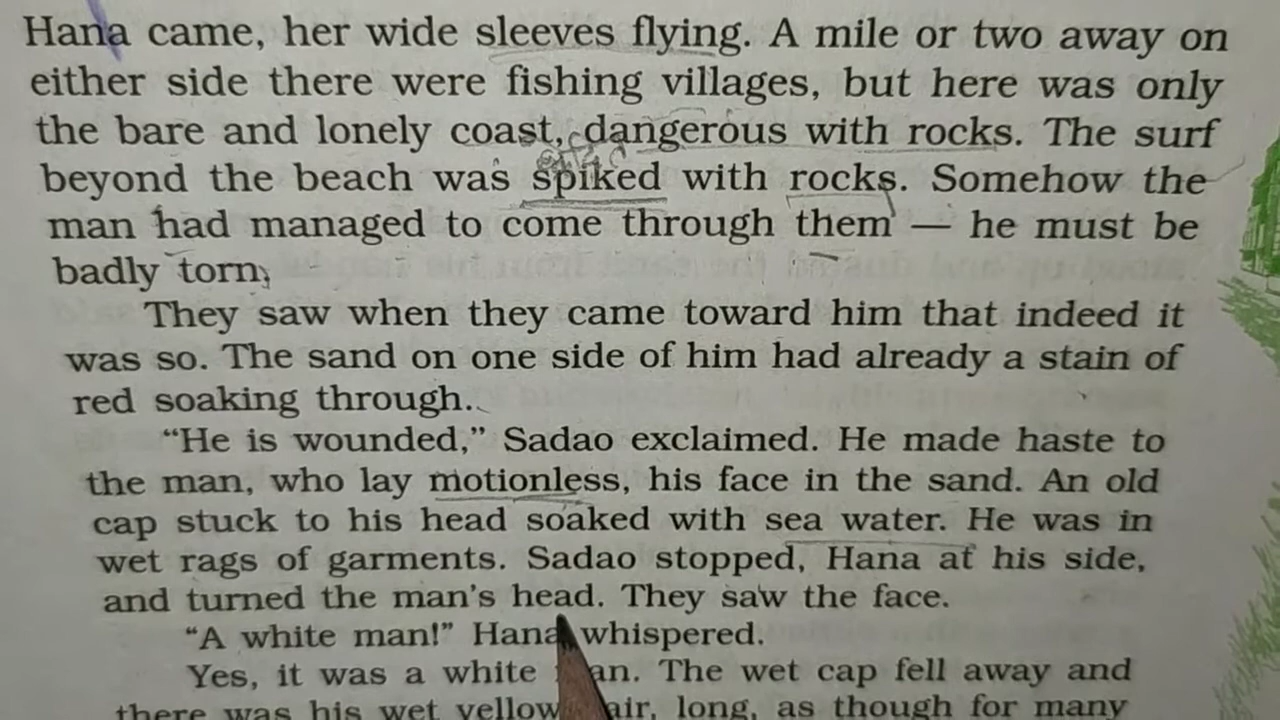 Hana came, her wide sleeves flying. A mile or two away on
either side there were fishing villages, but here was only
the bare and lonely coast, dangerous with rocks. The surf
beyond the beach was spiked with rocks. Somehow the
man had managed to come through them — he must be
badly torn.
They saw when they came toward him that indeed it
was so. The sand on one side of him had already a stain of
red soaking through.
“He is wounded,” Sadao exclaimed. He made haste to
the man, who lay motionless, his face in the sand. An old
cap stuck to his head soaked with sea water. He was in
wet rags of garments. Sadao stopped, Hana at his side,
and turned the man's head. They saw the face.
“A white man!” Hana whispered.
Yes, it was a white an. The wet cap fell away and
there was his wet yellow air, long, as though for many